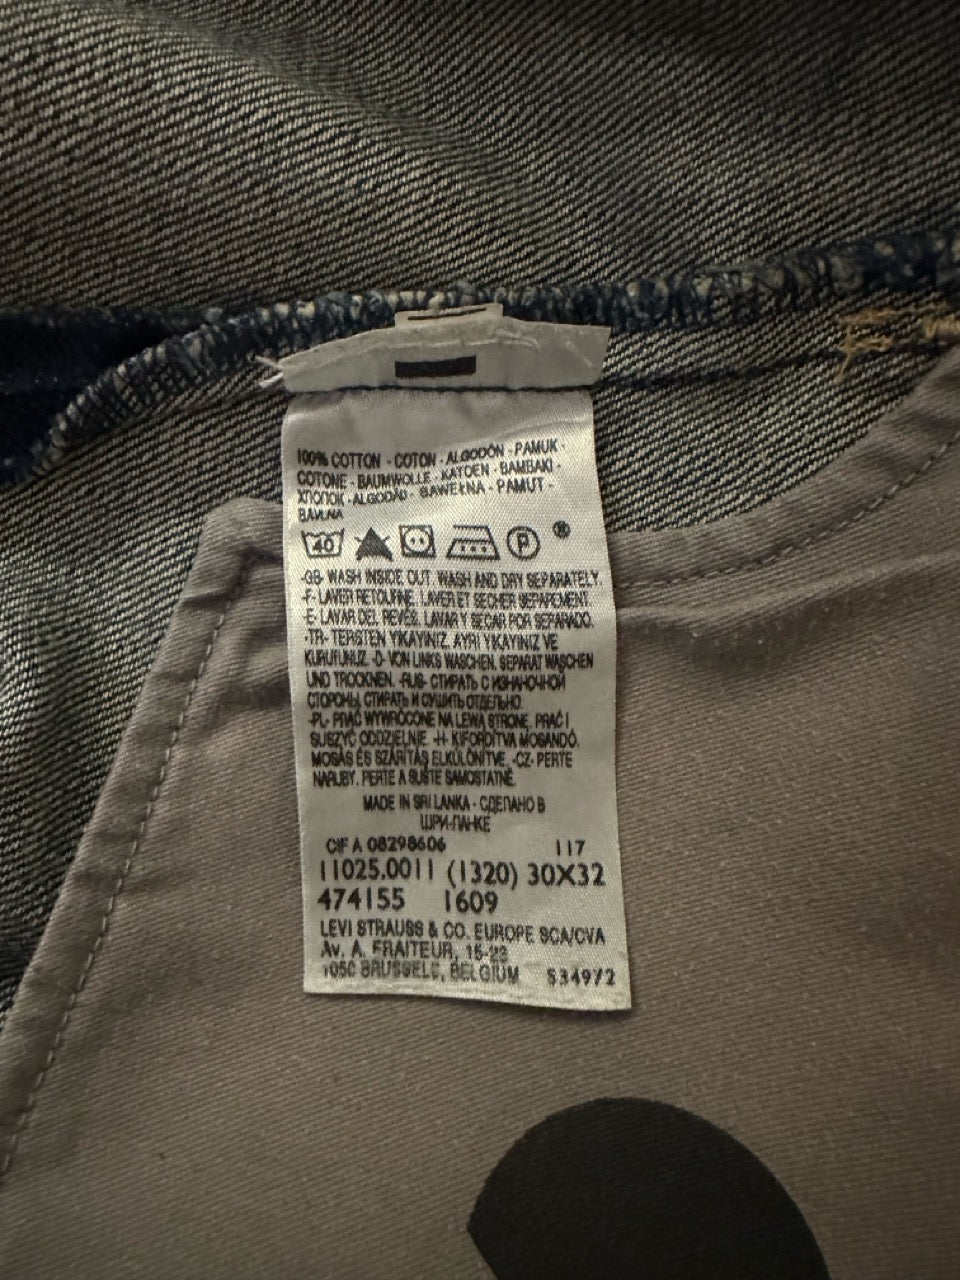 100% COTTON - COTON - ALGODÓN - PAMUK -
COTONE - BAUMWOLLE - KATOEN - BAMBAKI -
ХЛОПОК - ALGODÃO - BAWEŁNA - PAMUT -
BAVLNA
40 P ®
-GB- WASH INSIDE OUT. WASH AND DRY SEPARATELY.
-F- LAVER RETOURNE. LAVER ET SECHER SEPAREMENT.
-E- LAVAR DEL REVÉS. LAVAR Y SECAR POR SEPARADO.
-TR- TERSTEN YIKAYINIZ. AYRI YIKAYINIZ VE
KURUTUNUZ. -D- VON LINKS WASCHEN, SEPARAT WASCHEN
UND TROCKNEN. -RUS- СТИРАТЬ С ИЗНАНОЧНОЙ
СТОРОНЫ, СТИРАТЬ И СУШИТЬ ОТДЕЛЬНО.
-PL- PRAĆ WYWRÓCONE NA LEWĄ STRONĘ, PRAĆ I
SUSZYĆ ODDZIELNIE. -H- KIFORDÍTVA MOSANDÓ.
MOSÁS ÉS SZÁRÍTÁS ELKÜLÖNÍTVE. -CZ- PERTE
NARUBY. PERTE A SUŠTE SAMOSTATNĚ.
MADE IN SRI LANKA - СДЕЛАНО В
ШРИ-ЛАНКЕ
CIF A 08298606 117
11025.0011 (1320) 30X32
474155 1609
LEVI STRAUSS & CO. EUROPE SCA/CVA
Av. A. FRAITEUR, 15-23
1050 BRUSSELS, BELGIUM S34972